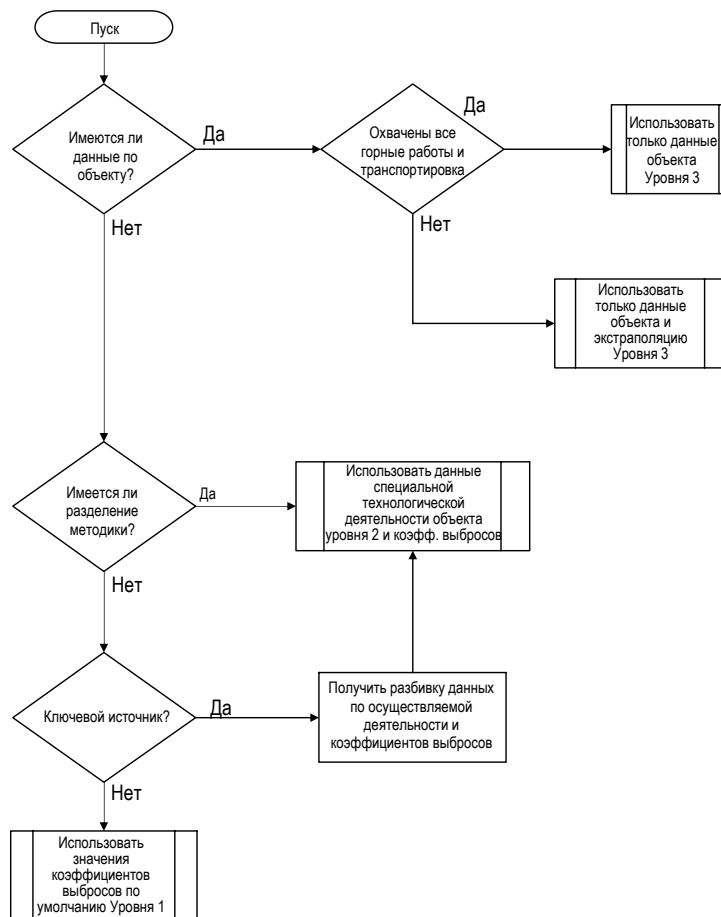 Пуск
Имеются ли
данные по
объекту?
Да
Охвачены все
горные работы и
транспортировка
Да
Использовать
только данные
объекта
Уровня 3
Нет
Нет
Использовать
только данные
объекта и
экстраполяцию
Уровня 3
Имеется ли
разделение
методики?
Да
Использовать данные
специальной
технологической
деятельности объекта
уровня 2 и коэфф. выбросов
Нет
Ключевой источник?
Да
Получить разбивку данных
по осуществляемой
деятельности и
коэффициентов выбросов
Нет
Использовать
значения
коэффициентов
выбросов по
умолчанию Уровня 1